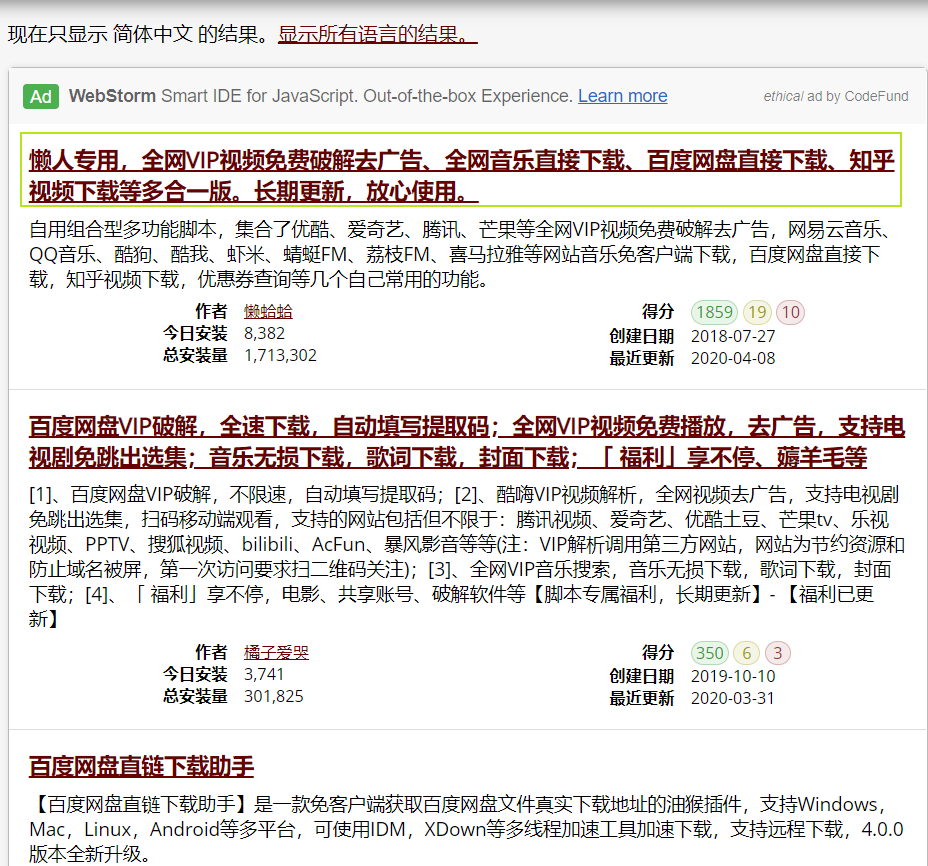 现在只显示 简体中文 的结果。显示所有语言的结果。
Ad WebStorm Smart IDE for JavaScript. Out-of-the-box Experience. Learn more ethical ad by CodeFund
懒人专用，全网VIP视频免费破解去广告、全网音乐直接下载、百度网盘直接下载、知乎
视频下载等多合一版。长期更新，放心使用。
自用组合型多功能脚本，集合了优酷、爱奇艺、腾讯、芒果等全网VIP视频免费破解去广告，网易云音乐、
QQ音乐、酷狗、酷我、虾米、蜻蜓FM、荔枝FM、喜马拉雅等网站音乐免客户端下载，百度网盘直接下
载，知乎视频下载，优惠券查询等几个自己常用的功能。
作者 懒蛤蛤 得分 1859 19 10
今日安装 8,382 创建日期 2018-07-27
总安装量 1,713,302 最近更新 2020-04-08
百度网盘VIP破解，全速下载，自动填写提取码；全网VIP视频免费播放，去广告，支持电
视剧免跳出选集；音乐无损下载，歌词下载，封面下载；「 福利」享不停、薅羊毛等
[1]、百度网盘VIP破解，不限速，自动填写提取码；[2]、酷嗨VIP视频解析，全网视频去广告，支持电视剧
免跳出选集，扫码移动端观看，支持的网站包括但不限于：腾讯视频、爱奇艺、优酷土豆、芒果tv、乐视
视频、PPTV、搜狐视频、bilibili、AcFun、暴风影音等等(注：VIP解析调用第三方网站，网站为节约资源和
防止域名被屏，第一次访问要求扫二维码关注)；[3]、全网VIP音乐搜索，音乐无损下载，歌词下载，封面
下载；[4]、「 福利」享不停，电影、共享账号、破解软件等【脚本专属福利，长期更新】-【福利已更
新】
作者 橘子爱哭 得分 350 6 3
今日安装 3,741 创建日期 2019-10-10
总安装量 301,825 最近更新 2020-03-31
百度网盘直链下载助手
【百度网盘直链下载助手】是一款免客户端获取百度网盘文件真实下载地址的油猴插件，支持Windows，
Mac，Linux，Android等多平台，可使用IDM，XDown等多线程加速工具加速下载，支持远程下载，4.0.0
版本全新升级。